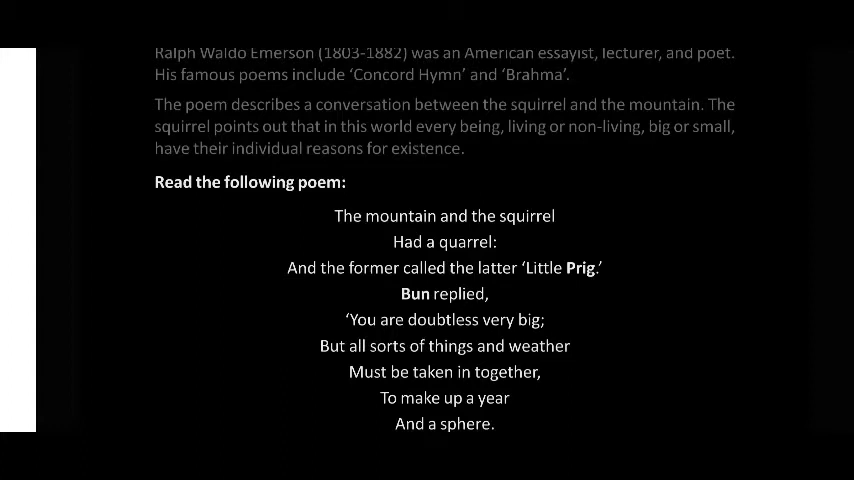 Ralph Waldo Emerson (1803-1882) was an American essayist, lecturer, and poet.
His famous poems include ‘Concord Hymn’ and ‘Brahma’.
The poem describes a conversation between the squirrel and the mountain. The
squirrel points out that in this world every being, living or non-living, big or small,
have their individual reasons for existence.
Read the following poem:
The mountain and the squirrel
Had a quarrel:
And the former called the latter ‘Little Prig.’
Bun replied,
‘You are doubtless very big;
But all sorts of things and weather
Must be taken in together,
To make up a year
And a sphere.